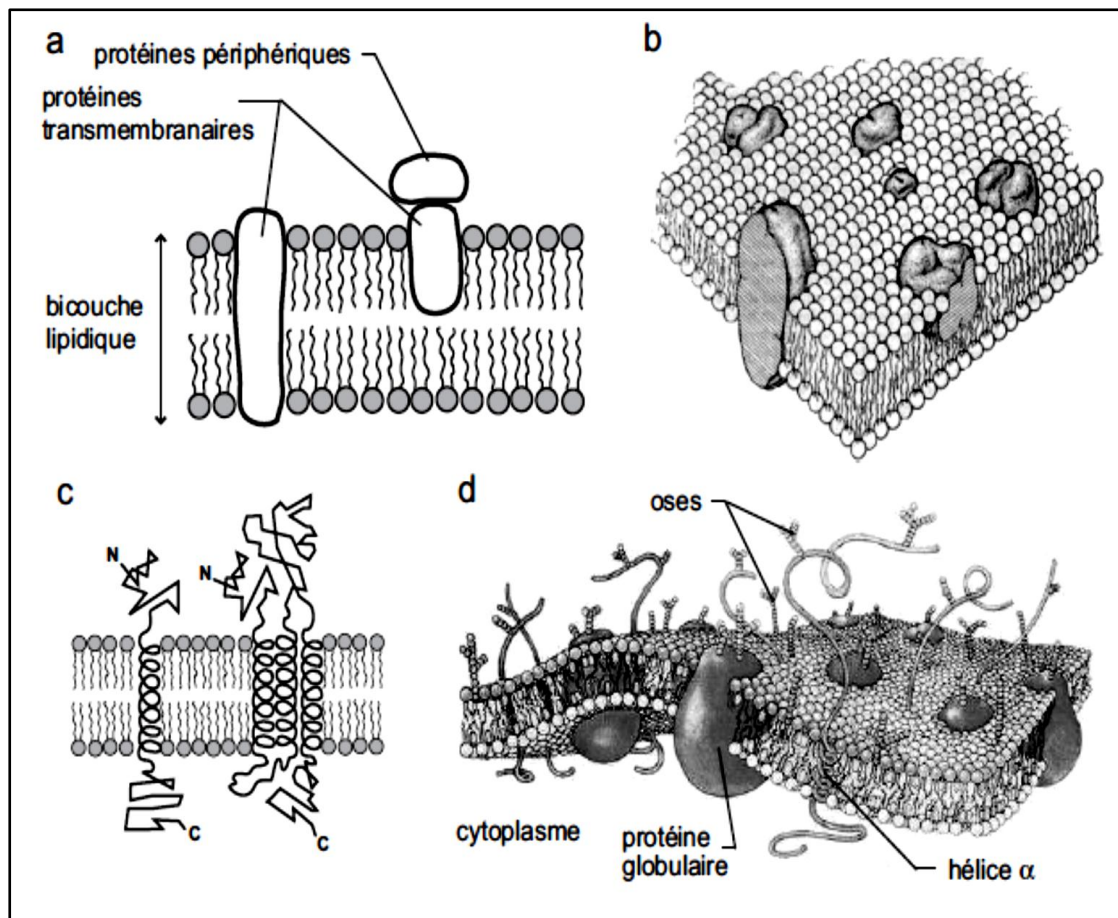 a
protéines périphériques
protéines
transmembranaires
bicouche
lipidique
b
c
N
N
C
C
d
oses
cytoplasme
protéine
globulaire
hélice α